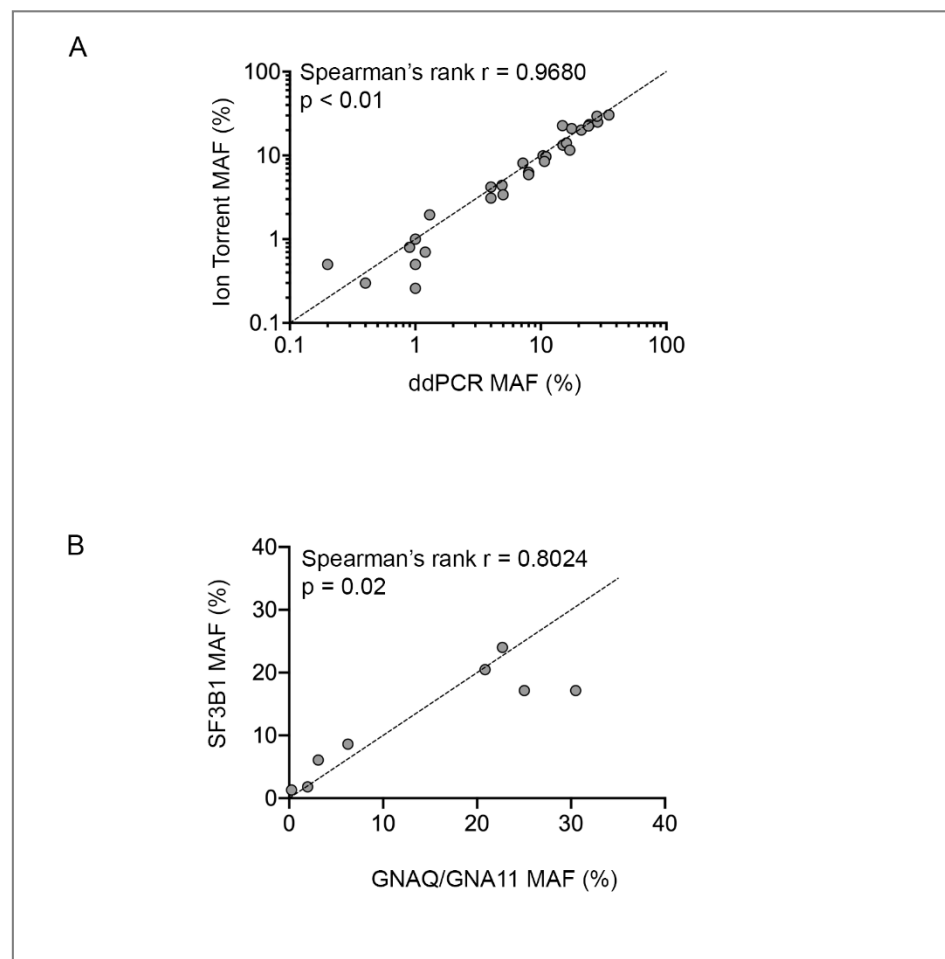 A
Spearman’s rank r = 0.9680
p < 0.01
Ion Torrent MAF (%)
100
10
1
0.1
0.1 1 10 100
ddPCR MAF (%)
B
Spearman’s rank r = 0.8024
p = 0.02
SF3B1 MAF (%)
40
30
20
10
0
0 10 20 30 40
GNAQ/GNA11 MAF (%)